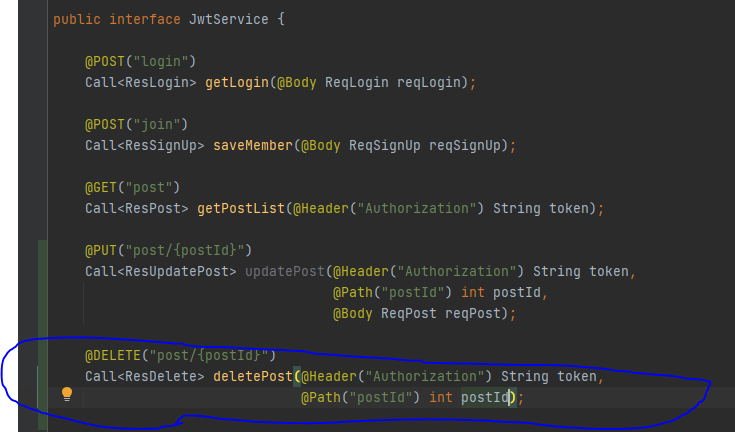 public interface JwtService {
@POST("login")
Call<ResLogin> getLogin(@Body ReqLogin reqLogin);
@POST("join")
Call<ResSignUp> saveMember(@Body ReqSignUp reqSignUp);
@GET("post")
Call<ResPost> getPostList(@Header("Authorization") String token);
@PUT("post/{postId}")
Call<ResUpdatePost> updatePost(@Header("Authorization") String token,
@Path("postId") int postId,
@Body ReqPost reqPost);
@DELETE("post/{postId}")
Call<ResDelete> deletePost(@Header("Authorization") String token,
@Path("postId") int postId);